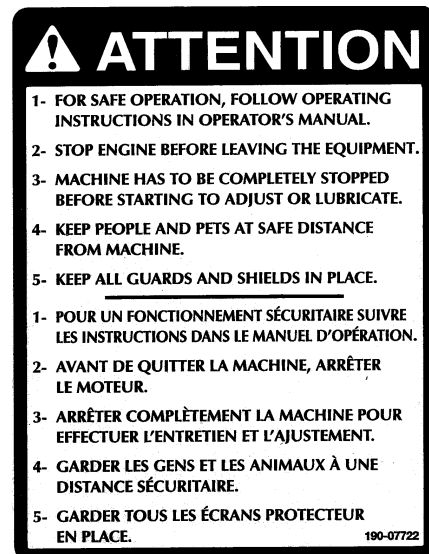 ATTENTION
1- FOR SAFE OPERATION, FOLLOW OPERATING
INSTRUCTIONS IN OPERATOR'S MANUAL.
2- STOP ENGINE BEFORE LEAVING THE EQUIPMENT.
3- MACHINE HAS TO BE COMPLETELY STOPPED
BEFORE STARTING TO ADJUST OR LUBRICATE.
4- KEEP PEOPLE AND PETS AT SAFE DISTANCE
FROM MACHINE.
5- KEEP ALL GUARDS AND SHIELDS IN PLACE.
1- POUR UN FONCTIONNEMENT SÉCURITAIRE SUIVRE
LES INSTRUCTIONS DANS LE MANUEL D'OPÉRATION.
2- AVANT DE QUITTER LA MACHINE, ARRÊTER
LE MOTEUR.
3- ARRÊTER COMPLÈTEMENT LA MACHINE POUR
EFFECTUER L'ENTRETIEN ET L'AJUSTEMENT.
4- GARDER LES GENS ET LES ANIMAUX À UNE
DISTANCE SÉCURITAIRE.
5- GARDER TOUS LES ÉCRANS PROTECTEUR
EN PLACE. 190-07722